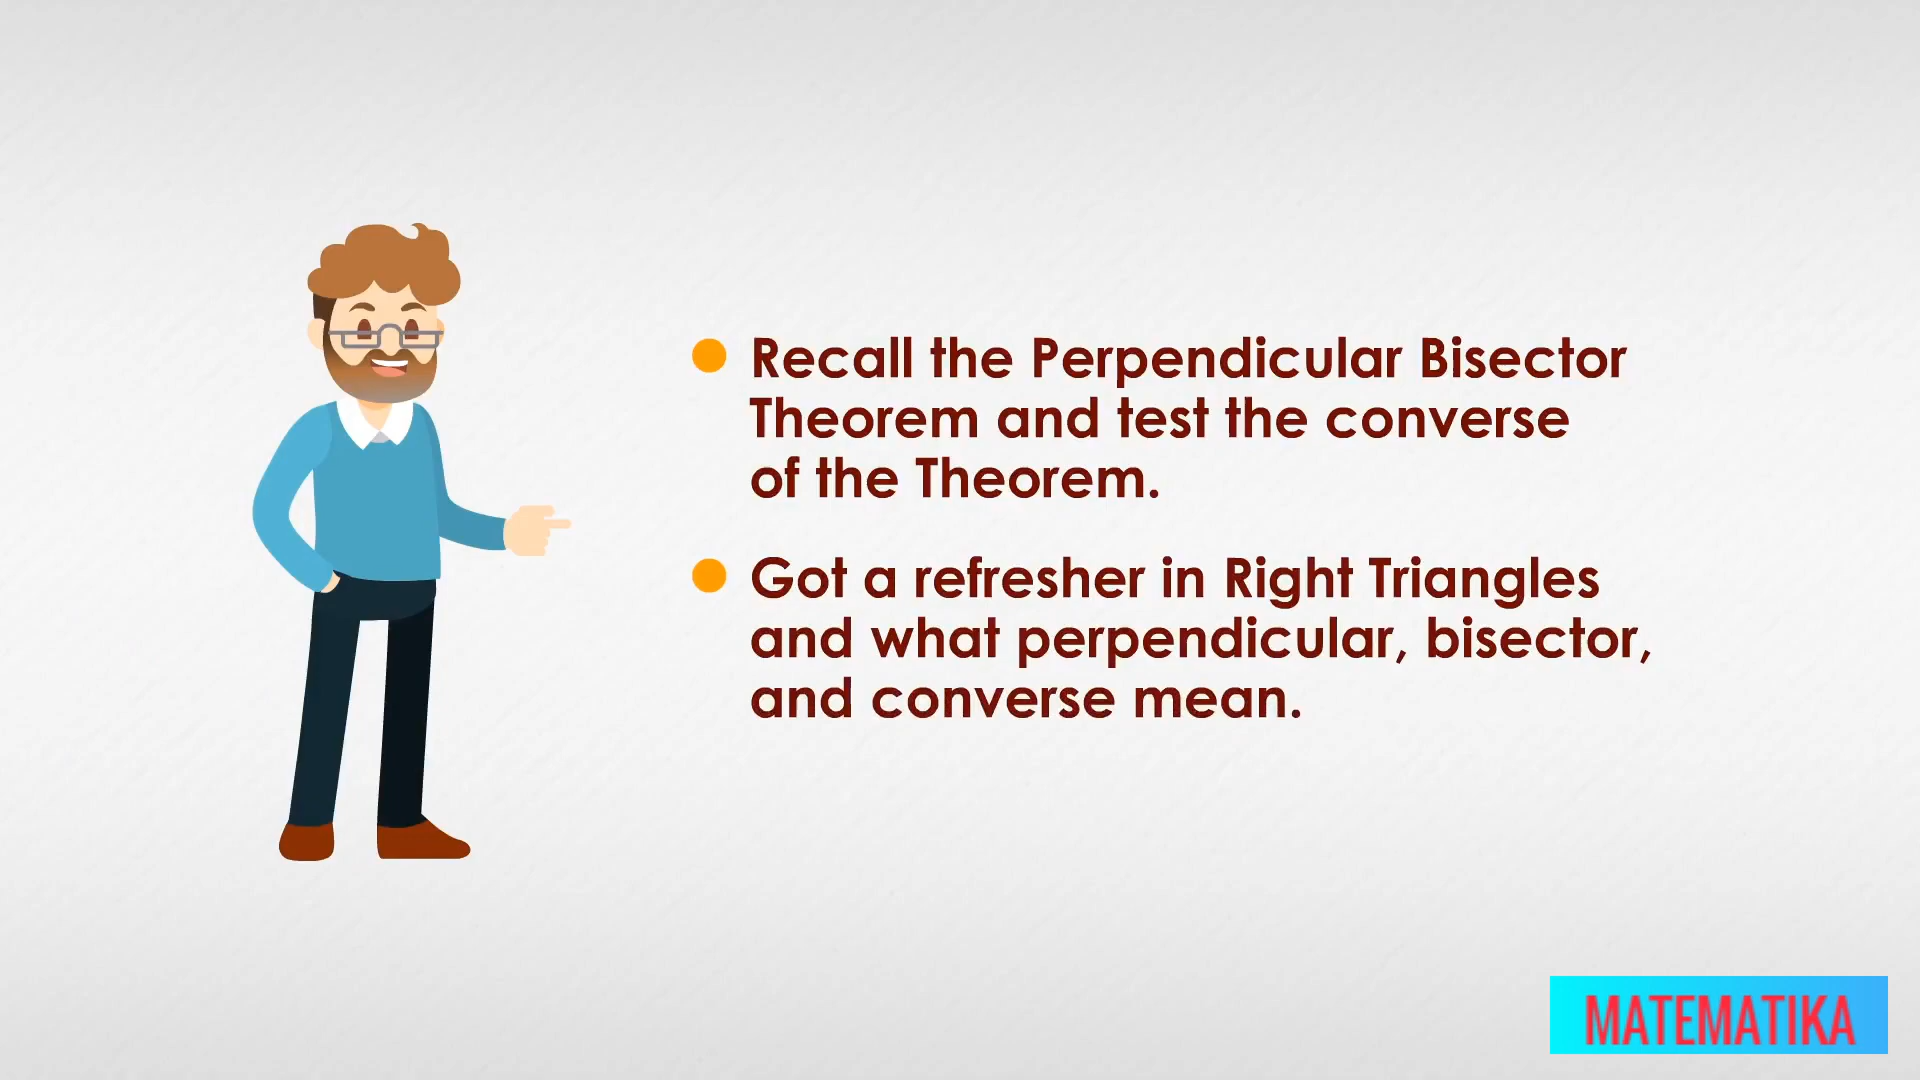 Recall the Perpendicular Bisector
Theorem and test the converse
of the Theorem.
Got a refresher in Right Triangles
and what perpendicular, bisector,
and converse mean.
MATEMATIKA